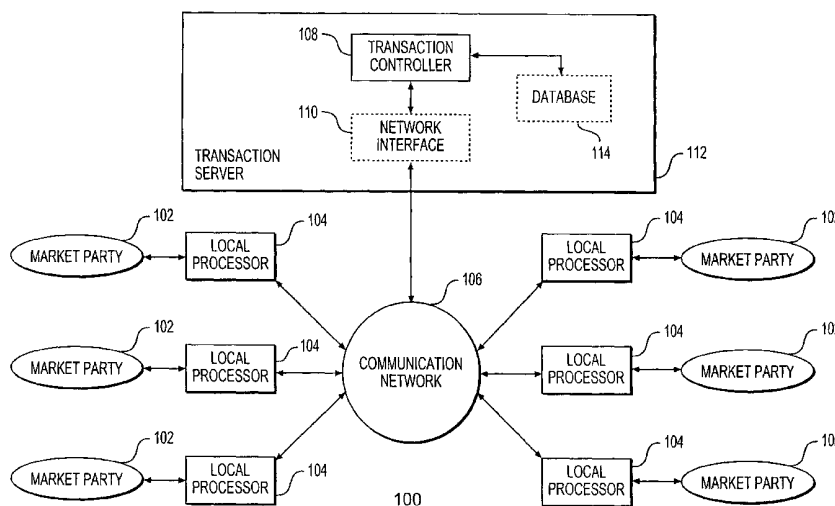 108
TRANSACTION
CONTROLLER
DATABASE
110
NETWORK
INTERFACE
114
TRANSACTION
SERVER
112
102
104
104
MARKET PARTY
LOCAL
PROCESSOR
LOCAL
PROCESSOR
MARKET PARTY
106
102
104
104
MARKET PARTY
LOCAL
PROCESSOR
COMMUNICATION
NETWORK
LOCAL
PROCESSOR
MARKET PARTY
102
104
MARKET PARTY
LOCAL
PROCESSOR
104
LOCAL
PROCESSOR
MARKET PARTY
100